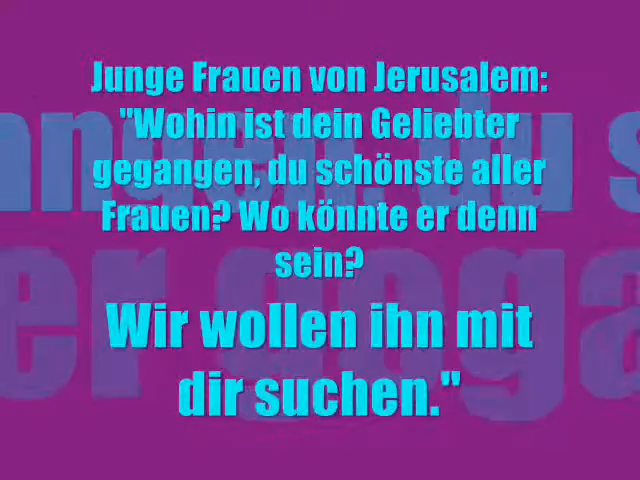 Junge Frauen von Jerusalem:
"Wohin ist dein Geliebter
gegangen, du schönste aller
Frauen? Wo könnte er denn
sein?
Wir wollen ihn mit
dir suchen."